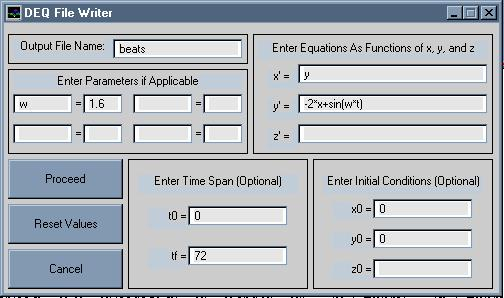 DEQ File Writer
Output File Name: beats
Enter Parameters if Applicable
w = 1.6 =
= =
Enter Equations As Functions of x, y, and z
x' = y
y' = -2*x+sin(w*t)
z' =
Proceed
Reset Values
Cancel
Enter Time Span (Optional)
t0 = 0
tf = 72
Enter Initial Conditions (Optional)
x0 = 0
y0 = 0
z0 =